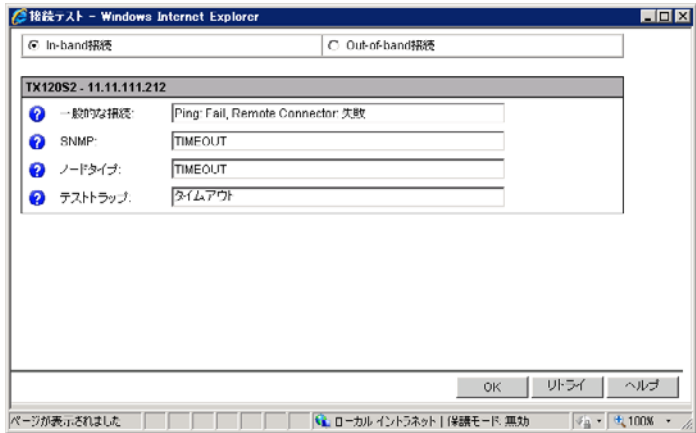 接続テスト - Windows Internet Explorer
In-band接続
Out-of-band接続
TX120S2 - 11.11.111.212
一般的な接続:
Ping: Fail, Remote Connector: 失敗
SNMP:
TIMEOUT
ノードタイプ:
TIMEOUT
テストトラップ:
タイムアウト
OK
リトライ
ヘルプ
ページが表示されました
ローカル イントラネット | 保護モード: 無効
100%